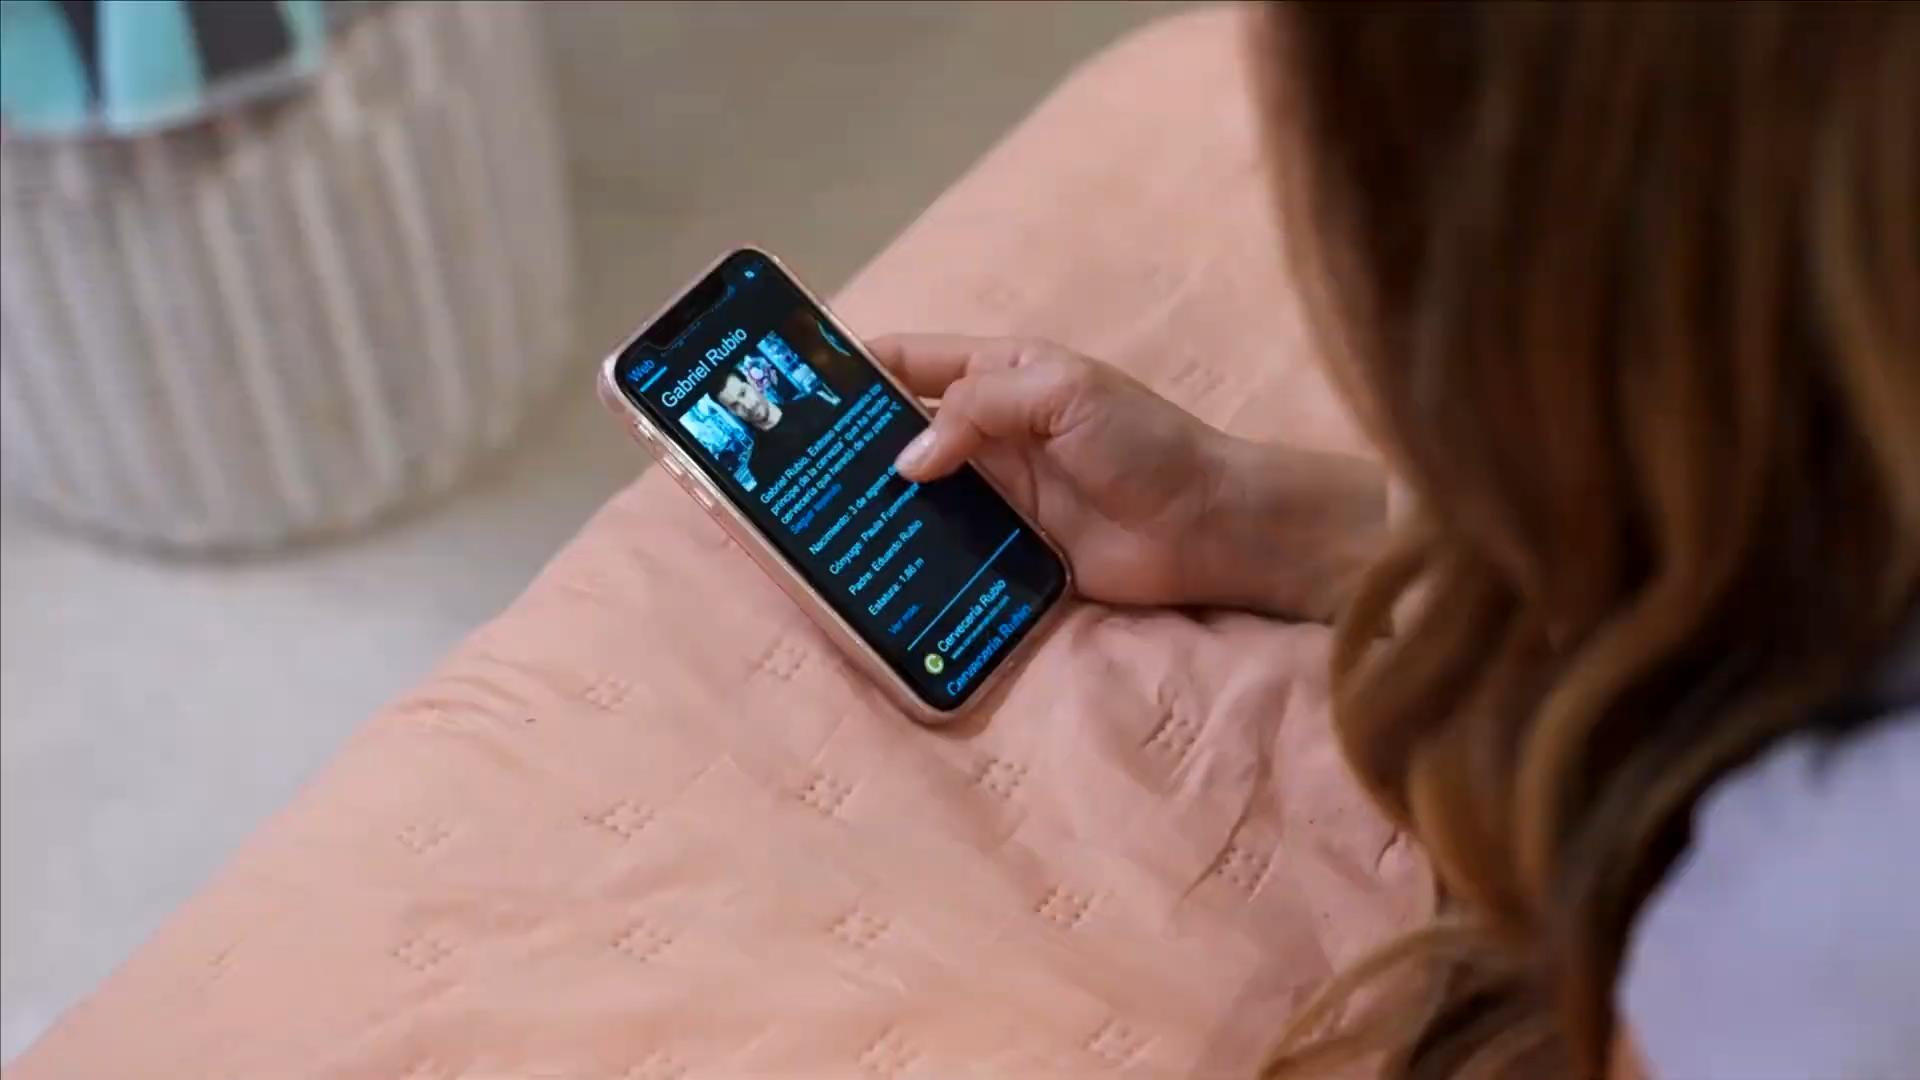 Web
Gabriel Rubio
Gabriel Rubio, Exitoso empresario
príncipe de la cerveza" que ha hecho
cervecería que heredó de su padre
Seguir leyendo
Nacimiento: 3 de agosto de
Cónyuge: Paula
Padre: Eduardo Rubio
Estatura: 1.86 m
Ver más
Cervecería Rubio
Cervecería Rubio